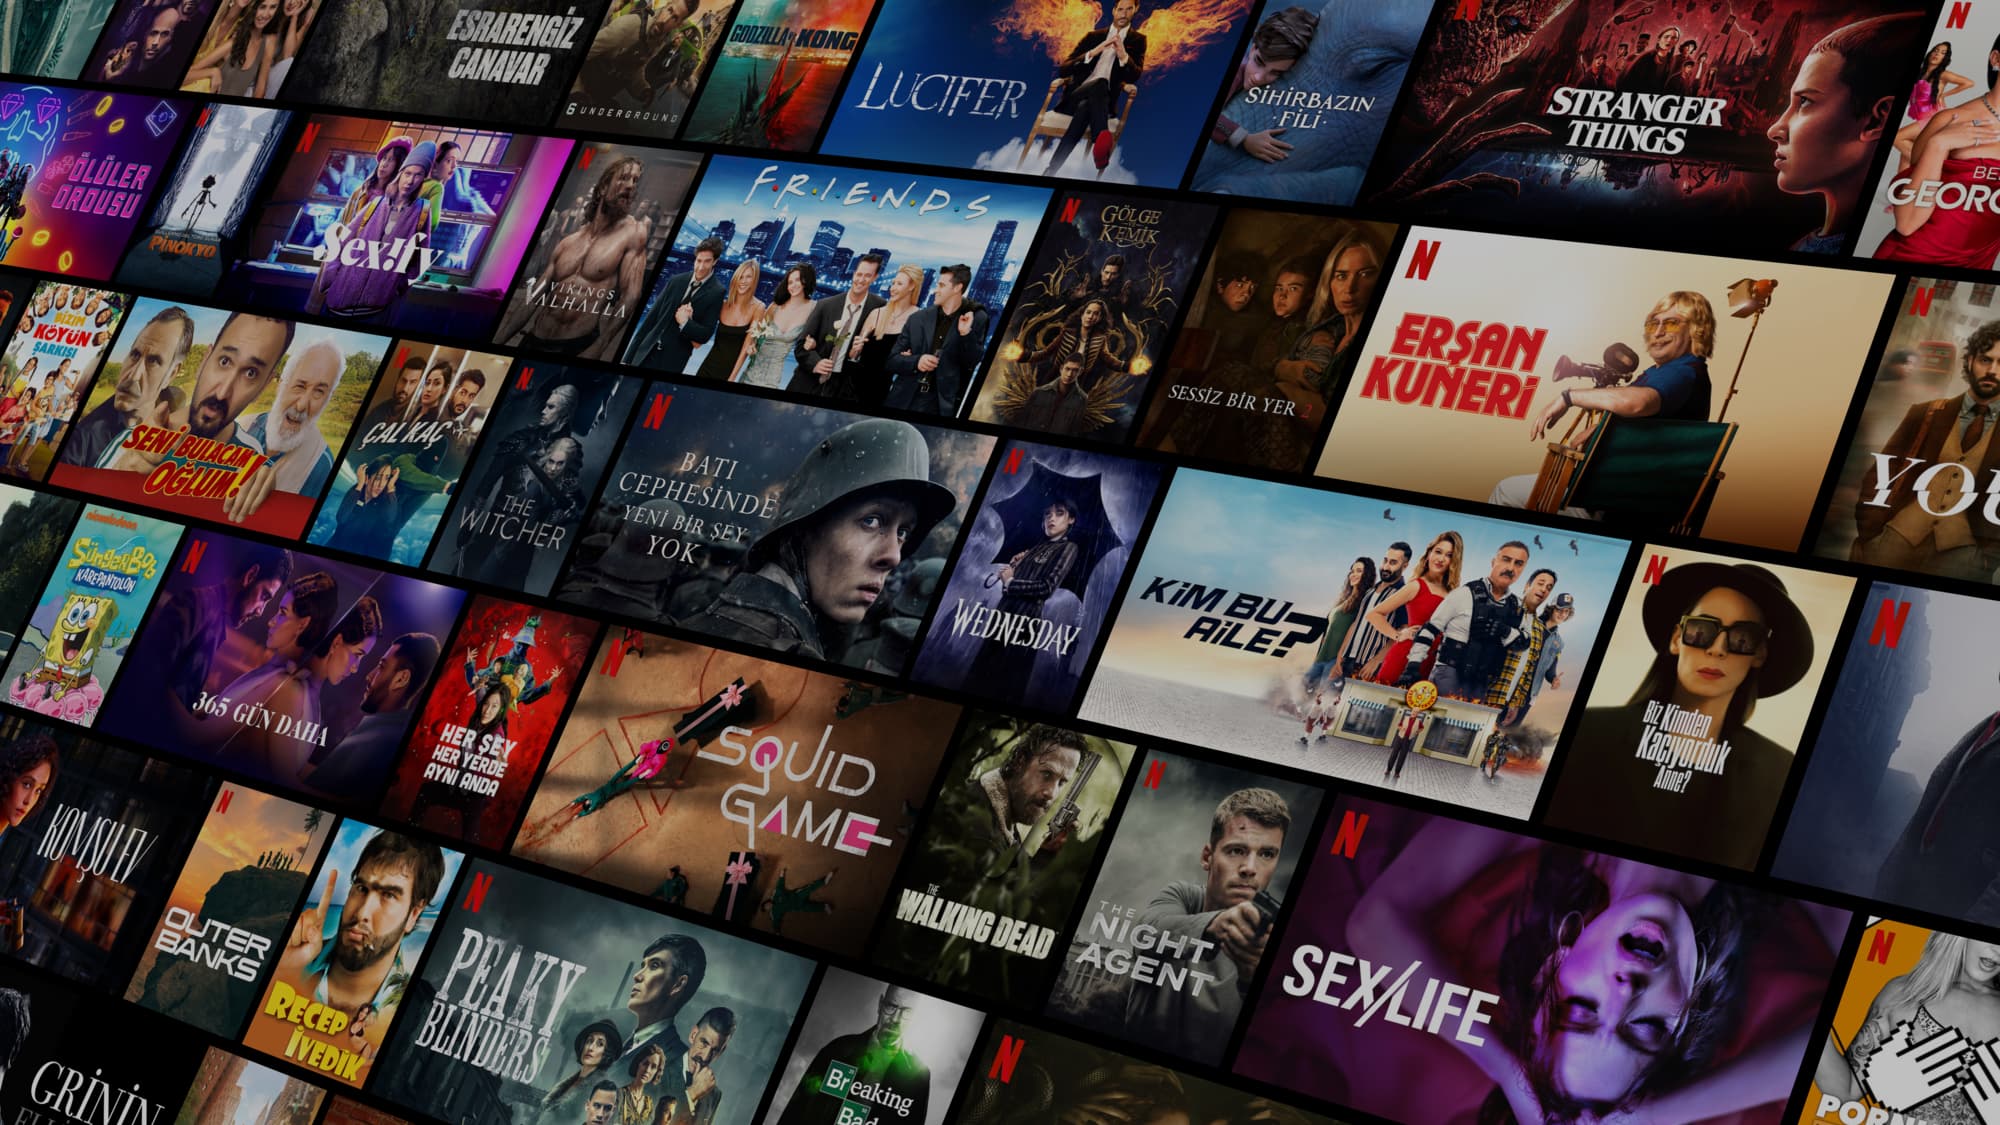 ESRARENGİZ
CANAVAR
6 UNDERGROUND
GODZILLA KONG
LUCIFER
SİHİRBAZIN
FİLİ
STRANGER
THINGS
GEORG
ÖLÜLER
ORDUSU
PİNOKYO
Sex!fy
VIKINGS
VALHALLA
F·R·I·E·N·D·S
GÖLGE
KEMİK
SESSİZ BİR YER 2
ERŞAN
KUNERİ
YOU
BİZİM
KÖYÜN
ŞARKISI
SENİ BULACAM
OĞLUM!
ÇAL KAÇ
THE
WITCHER
BATI
CEPHESİNDE
YENİ BİR ŞEY
YOK
WEDNESDAY
KİM BU
AİLE?
Biz Kimden
Kaçıyorduk
Anne?
nickelodeon
SüngerBob
KAREPANTOLON
365 GÜN DAHA
HER ŞEY
HER YERDE
AYNI ANDA
SQUID
GAME
THE
WALKING DEAD
THE
NIGHT
AGENT
SEX/LIFE
KOMŞU EV
OUTER
BANKS
RECEP
İVEDİK
PEAKY
BLINDERS
Breaking
Bad
GRİNİN
PORN